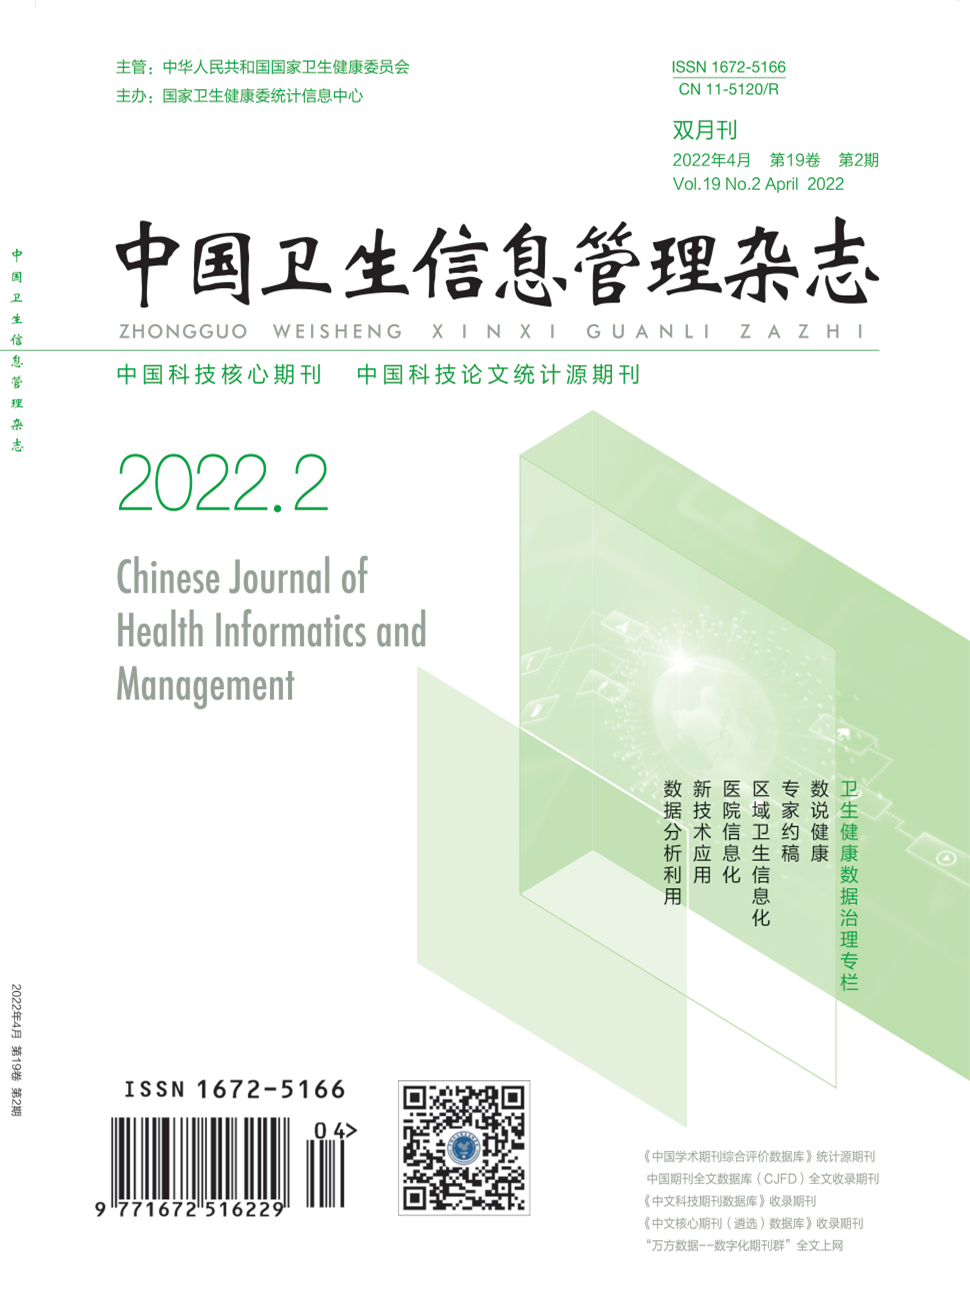 主管：中华人民共和国国家卫生健康委员会
主办：国家卫生健康委统计信息中心
ISSN 1672-5166
CN 11-5120/R
双月刊
2022年4月 第19卷 第2期
Vol.19 No.2 April 2022
中国卫生信息管理杂志
ZHONGGUO WEISHENG XINXI GUANLI ZAZHI
中国科技核心期刊 中国科技论文统计源期刊
2022.2
Chinese Journal of
Health Informatics and
Management
卫生健康数据治理专栏
数说健康
专家约稿
区域卫生信息化
医院信息化
新技术应用
数据分析利用
中国卫生信息管理杂志
2022年4月 第19卷 第2期
ISSN 1672-5166
04>
9 771672 516229
《中国学术期刊综合评价数据库》统计源期刊
中国期刊全文数据库（CJFD）全文收录期刊
《中文科技期刊数据库》收录期刊
《中文核心期刊（遴选）数据库》收录期刊
“万方数据--数字化期刊群”全文上网